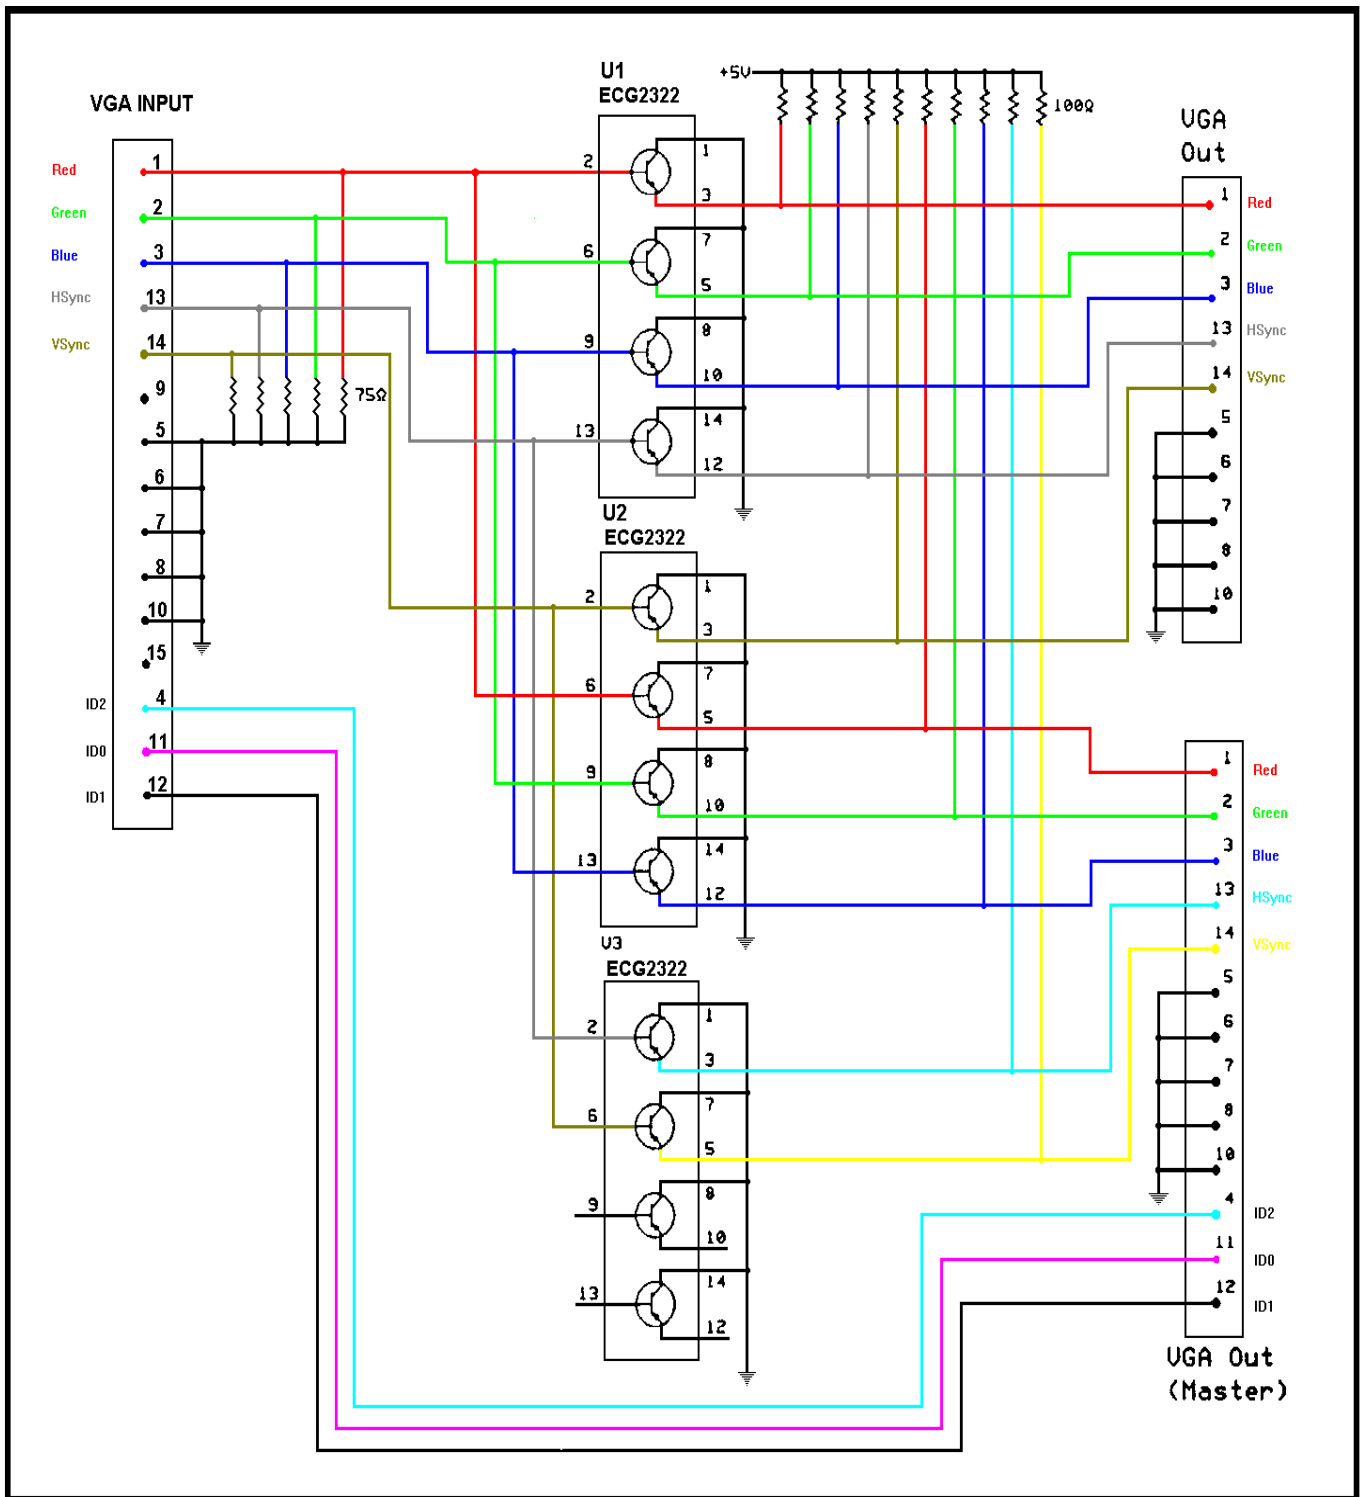 VGA INPUT
Red 1
Green 2
Blue 3
HSync 13
VSync 14
9
5
6
7
8
10
15
ID2 4
ID0 11
ID1 12
75Ω
U1
ECG2322
2 1
3
6 7
5
9 8
10
13 14
12
U2
ECG2322
2 1
3
6 7
5
9 8
10
13 14
12
U3
ECG2322
2 1
3
6 7
5
9 8
10
13 14
12
+5V
100Ω
VGA
Out
1 Red
2 Green
3 Blue
13 HSync
14 VSync
5
6
7
8
10
1 Red
2 Green
3 Blue
13 HSync
14 VSync
5
6
7
8
10
4 ID2
11 ID0
12 ID1
VGA Out
(Master)